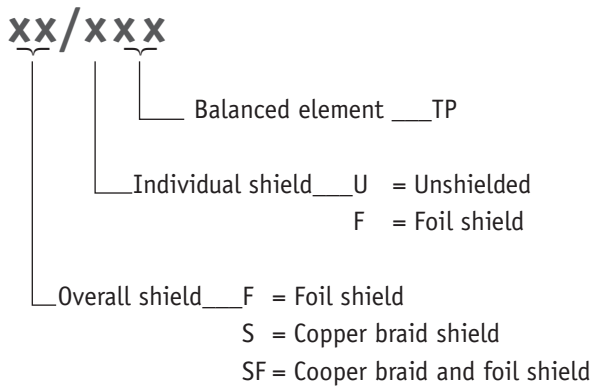 xx/xxx
Balanced element ___TP
Individual shield___U = Unshielded
F = Foil shield
Overall shield___F = Foil shield
S = Copper braid shield
SF = Cooper braid and foil shield